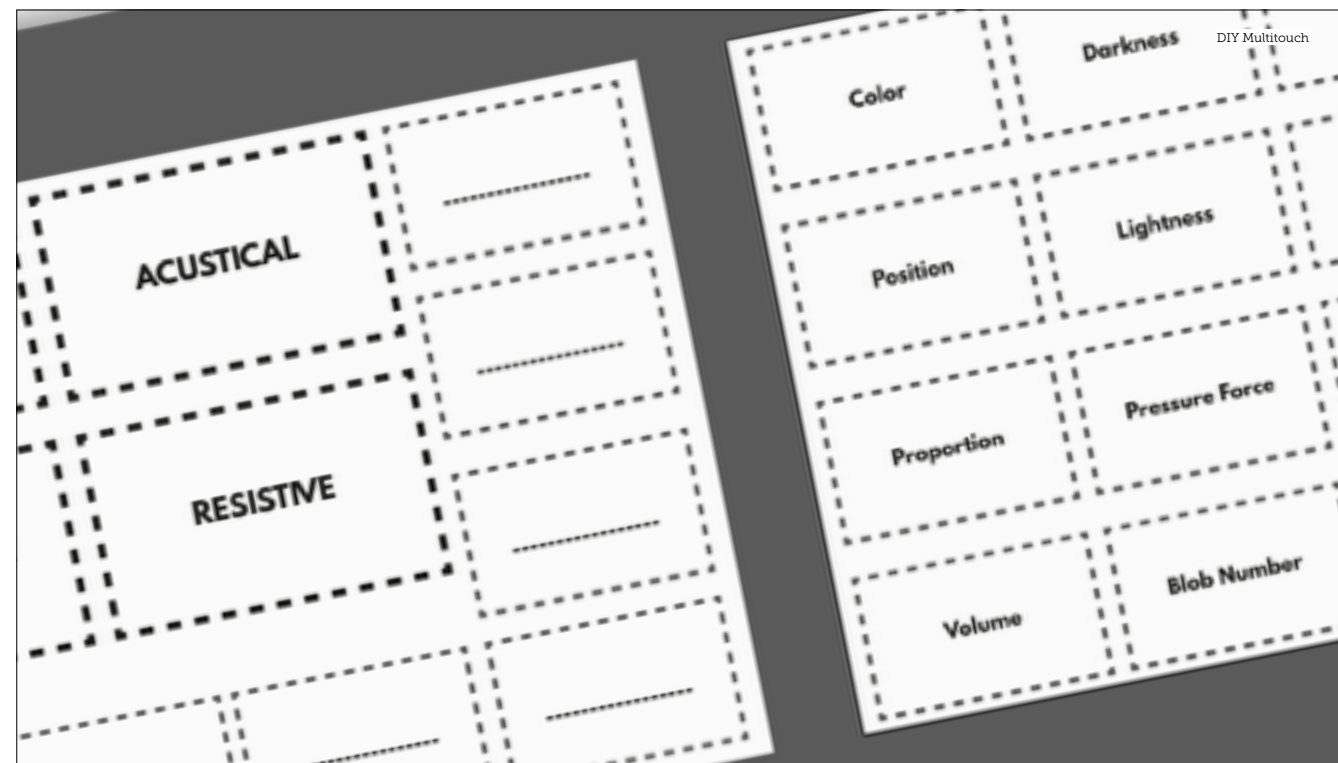 DIY Multitouch
ACUSTICAL
RESISTIVE
Color
Darkness
Position
Lightness
Proportion
Pressure Force
Volume
Blob Number